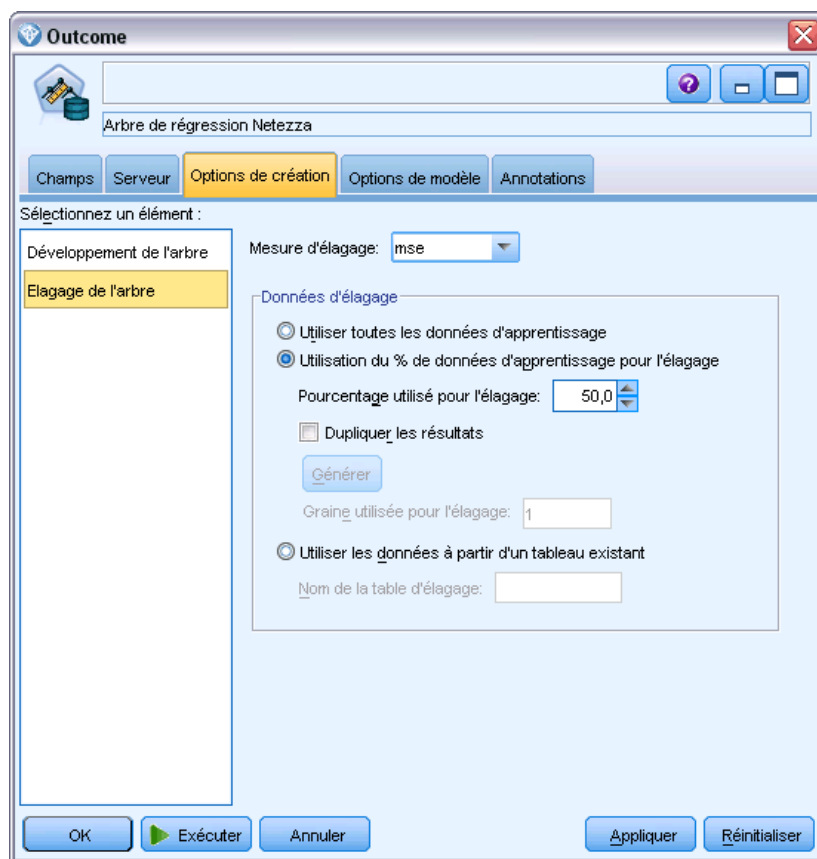 Outcome
Arbre de régression Netezza
Champs Serveur Options de création Options de modèle Annotations
Sélectionnez un élément :
Développement de l'arbre
Elagage de l'arbre
Mesure d'élagage: mse
Données d'élagage
Utiliser toutes les données d'apprentissage
Utilisation du % de données d'apprentissage pour l'élagage
Pourcentage utilisé pour l'élagage: 50,0
Dupliquer les résultats
Générer
Graine utilisée pour l'élagage: 1
Utiliser les données à partir d'un tableau existant
Nom de la table d'élagage:
OK Exécuter Annuler Appliquer Réinitialiser